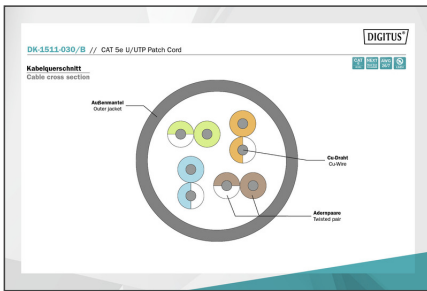 DIGITUS®
DK-1511-030/B // CAT 5e U/UTP Patch Cord
Kabelquerschnitt
Cable cross section
Außenmantel
Outer jacket
Cu-Draht
Cu-Wire
Adernpaare
Twisted pair